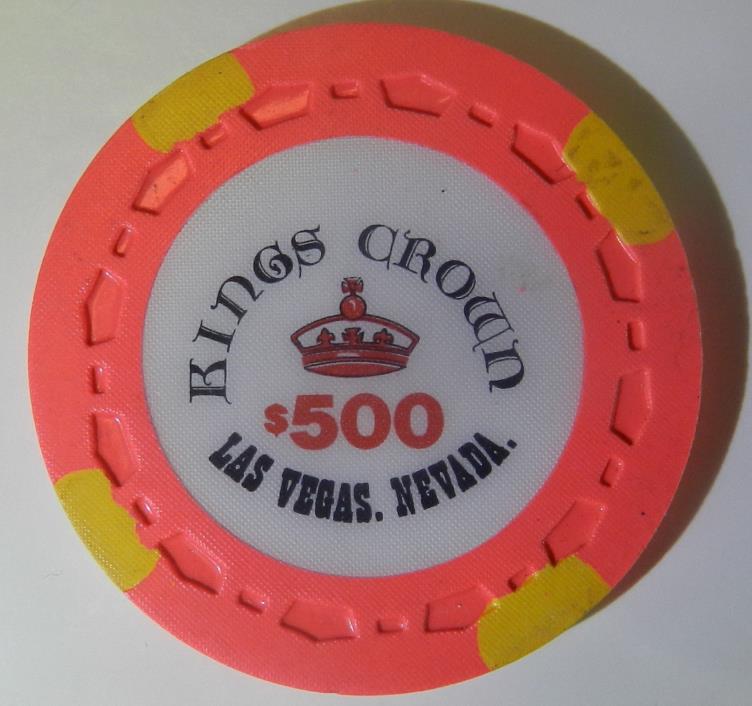 KINGS CROWN
$500
LAS VEGAS. NEVADA.